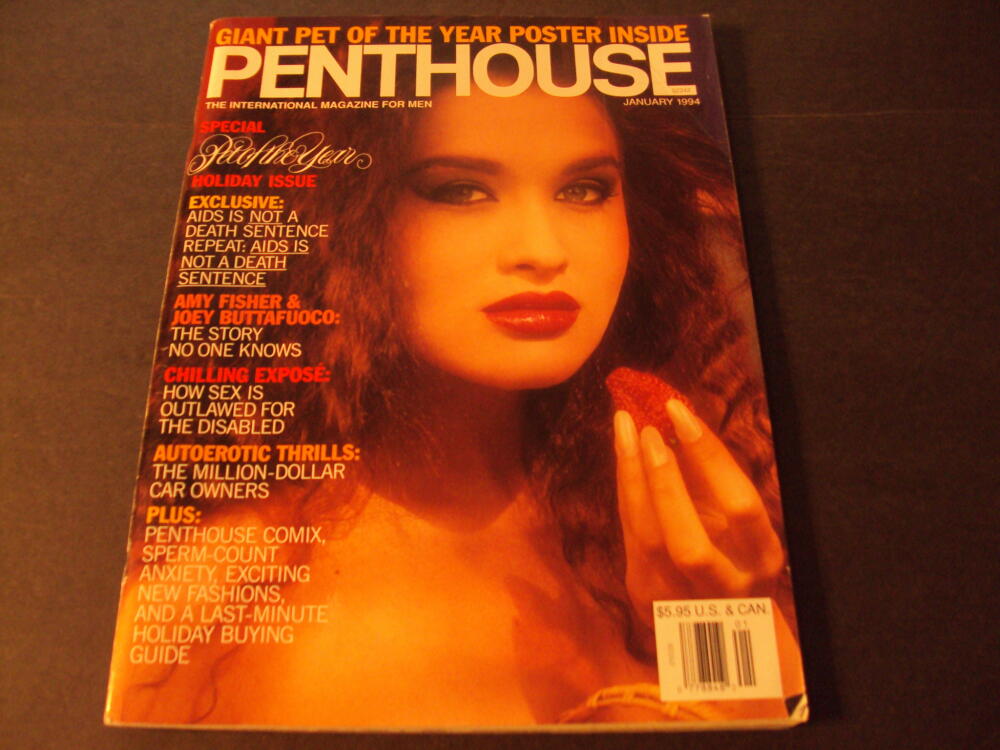 GIANT PET OF THE YEAR POSTER INSIDE
PENTHOUSE
THE INTERNATIONAL MAGAZINE FOR MEN
JANUARY 1994
SPECIAL
Pet of the Year
HOLIDAY ISSUE
EXCLUSIVE:
AIDS IS NOT A
DEATH SENTENCE
REPEAT: AIDS IS
NOT A DEATH
SENTENCE
AMY FISHER &
JOEY BUTTAFUOCO:
THE STORY
NO ONE KNOWS
CHILLING EXPOSÉ:
HOW SEX IS
OUTLAWED FOR
THE DISABLED
AUTOEROTIC THRILLS:
THE MILLION-DOLLAR
CAR OWNERS
PLUS:
PENTHOUSE COMIX,
SPERM-COUNT
ANXIETY, EXCITING
NEW FASHIONS,
AND A LAST-MINUTE
HOLIDAY BUYING
GUIDE
$5.95 U.S. & CAN.
01